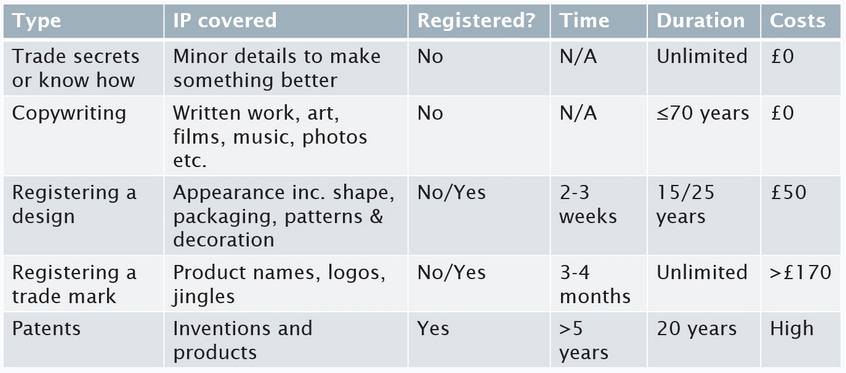 Type IP covered Registered? Time Duration Costs
Trade secrets Minor details to make No N/A Unlimited £0
or know how something better
Copywriting Written work, art, No N/A ≤70 years £0
films, music, photos
etc.
Registering a Appearance inc. shape, No/Yes 2-3 15/25 £50
design packaging, patterns & weeks years
decoration
Registering a Product names, logos, No/Yes 3-4 Unlimited >£170
trade mark jingles months
Patents Inventions and Yes >5 20 years High
products years